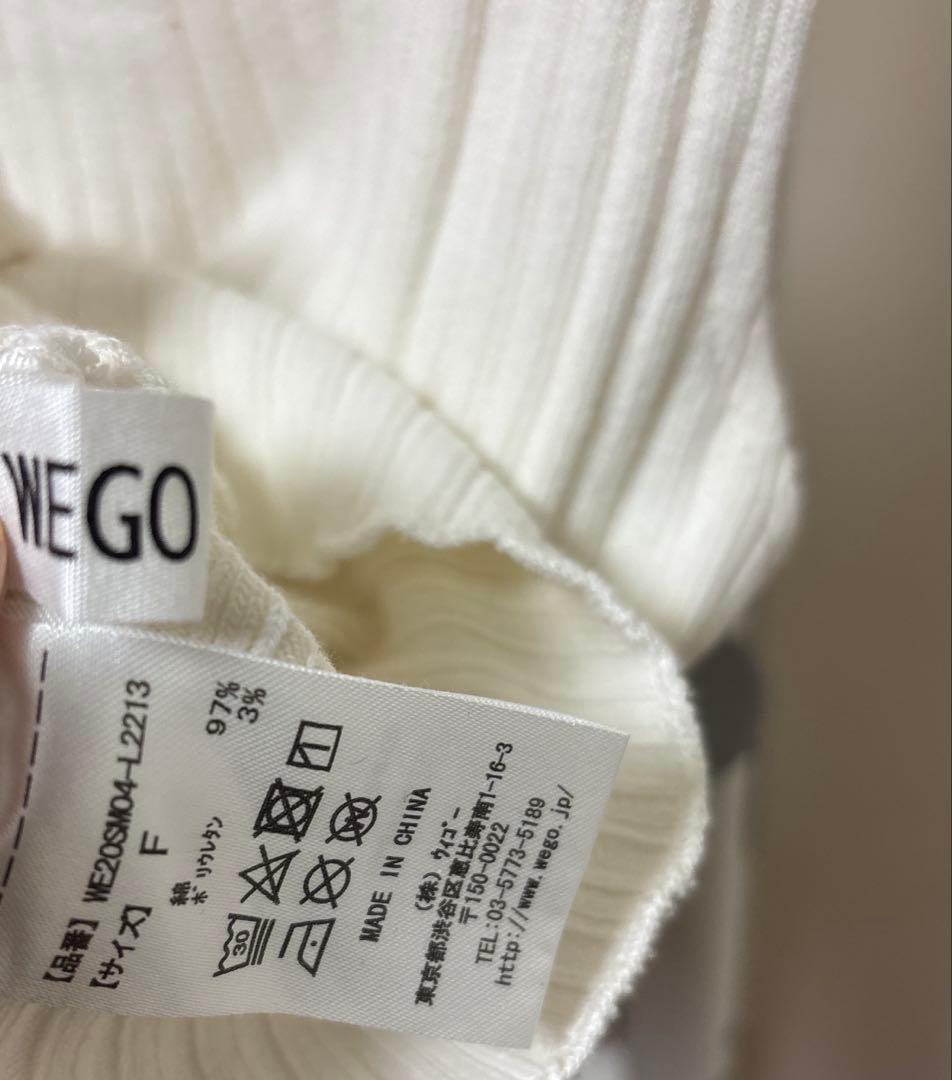 WEGO
【品番】WE20SM04-L2213
【サイズ】 F
綿 97%
ポリウレタン 3%
30
MADE IN CHINA
(株) ウィゴー
東京都渋谷区恵比寿南1-16-3
〒150-0022
TEL:03-5773-5189
http://www.wego.jp/